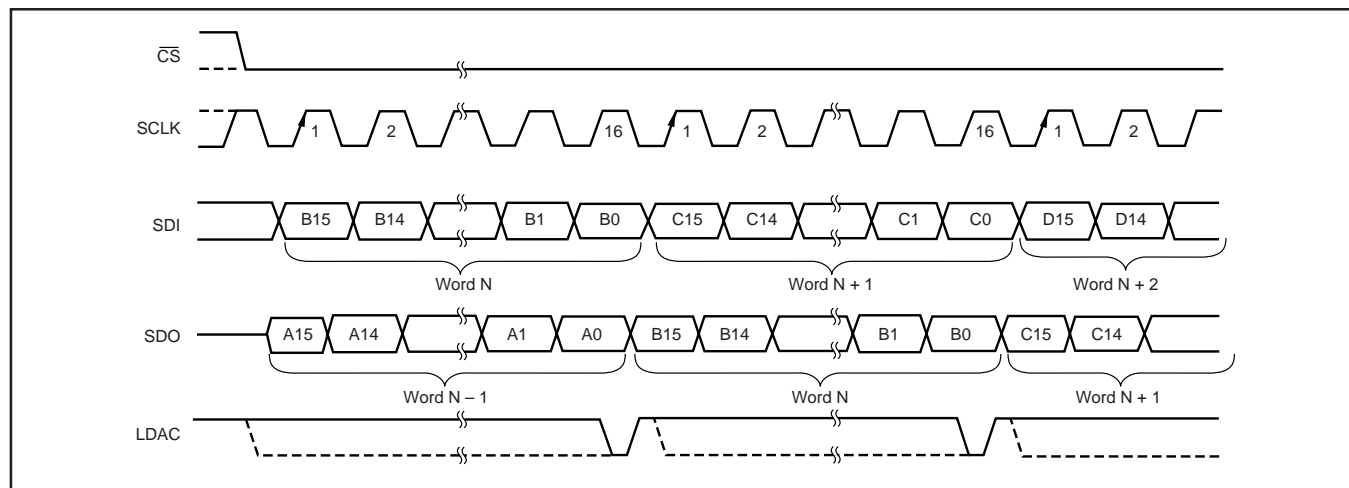 CS
SCLK 1 2 16 1 2 16 1 2
SDI B15 B14 B1 B0 C15 C14 C1 C0 D15 D14
Word N Word N + 1 Word N + 2
SDO A15 A14 A1 A0 B15 B14 B1 B0 C15 C14
Word N – 1 Word N Word N + 1
LDAC